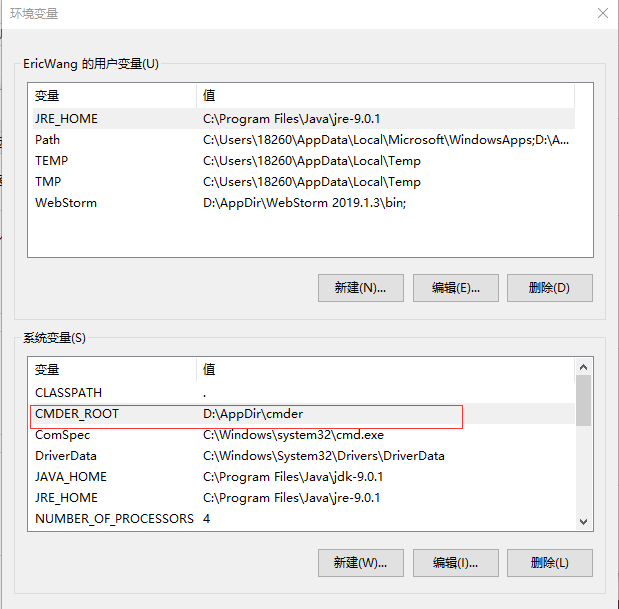 环境变量
EricWang 的用户变量(U)
变量 值
JRE_HOME C:\Program Files\Java\jre-9.0.1
Path C:\Users\18260\AppData\Local\Microsoft\WindowsApps;D:\A...
TEMP C:\Users\18260\AppData\Local\Temp
TMP C:\Users\18260\AppData\Local\Temp
WebStorm D:\AppDir\WebStorm 2019.1.3\bin;
新建(N)... 编辑(E)... 删除(D)
系统变量(S)
变量 值
CLASSPATH .
CMDER_ROOT D:\AppDir\cmder
ComSpec C:\Windows\system32\cmd.exe
DriverData C:\Windows\System32\Drivers\DriverData
JAVA_HOME C:\Program Files\Java\jdk-9.0.1
JRE_HOME C:\Program Files\Java\jre-9.0.1
NUMBER_OF_PROCESSORS 4
新建(W)... 编辑(I)... 删除(L)